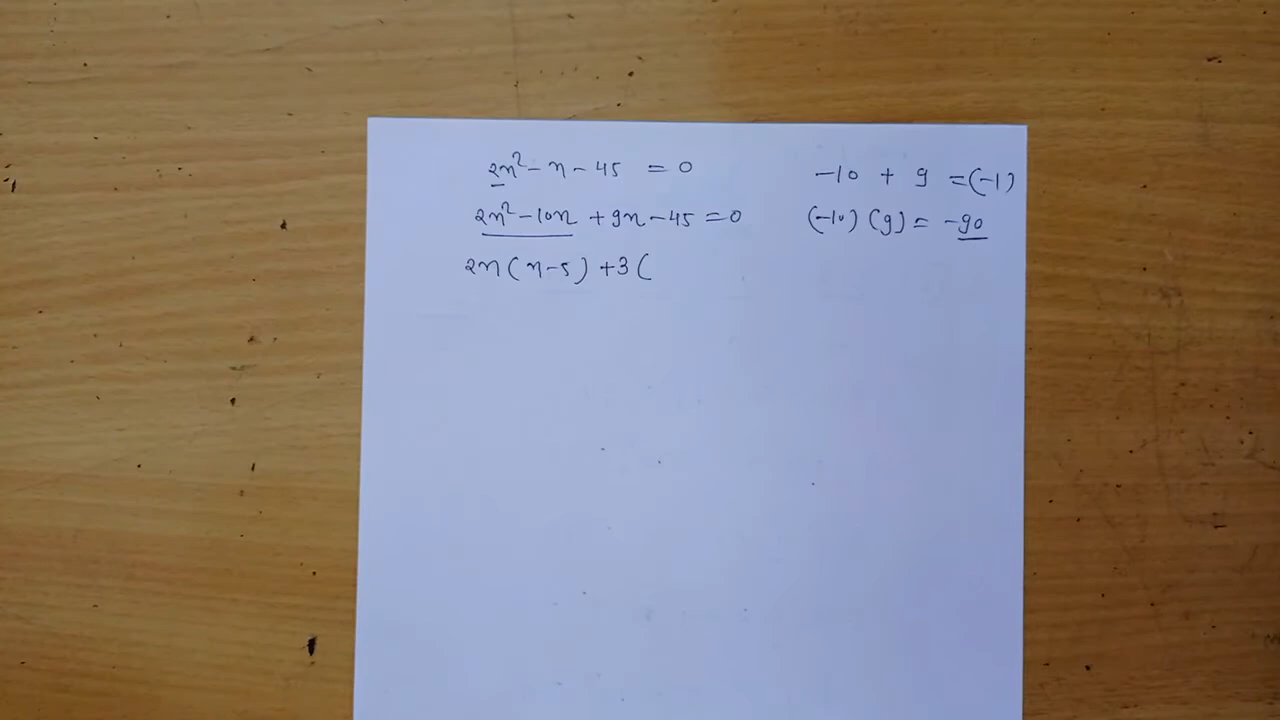 2x² - x - 45 = 0
2x² - 10x + 9x - 45 = 0
2x(x-5) +3(
-10 + 9 = (-1)
(-10)(9) = -90